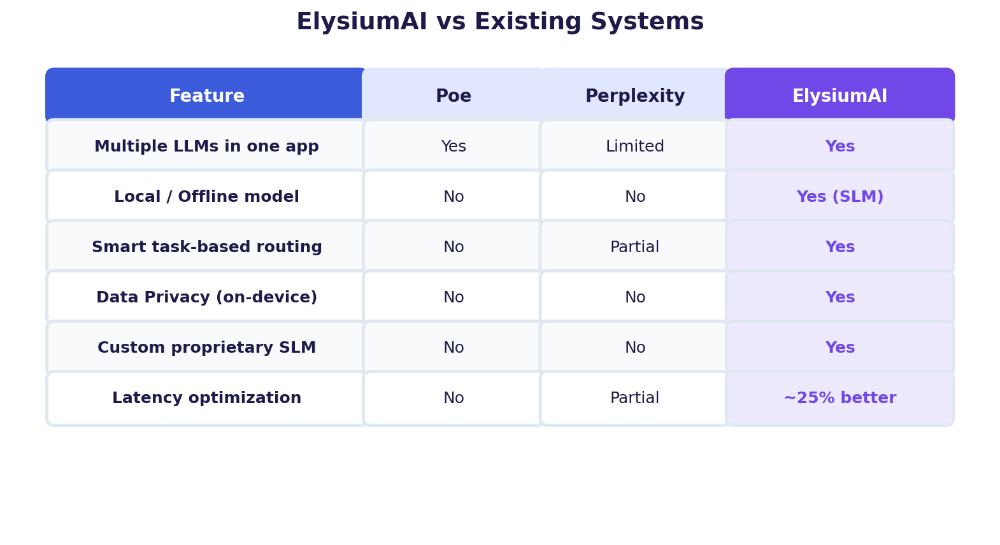 ElysiumAI vs Existing Systems
Feature Poe Perplexity ElysiumAI
Multiple LLMs in one app Yes Limited Yes
Local / Offline model No No Yes (SLM)
Smart task-based routing No Partial Yes
Data Privacy (on-device) No No Yes
Custom proprietary SLM No No Yes
Latency optimization No Partial ~25% better